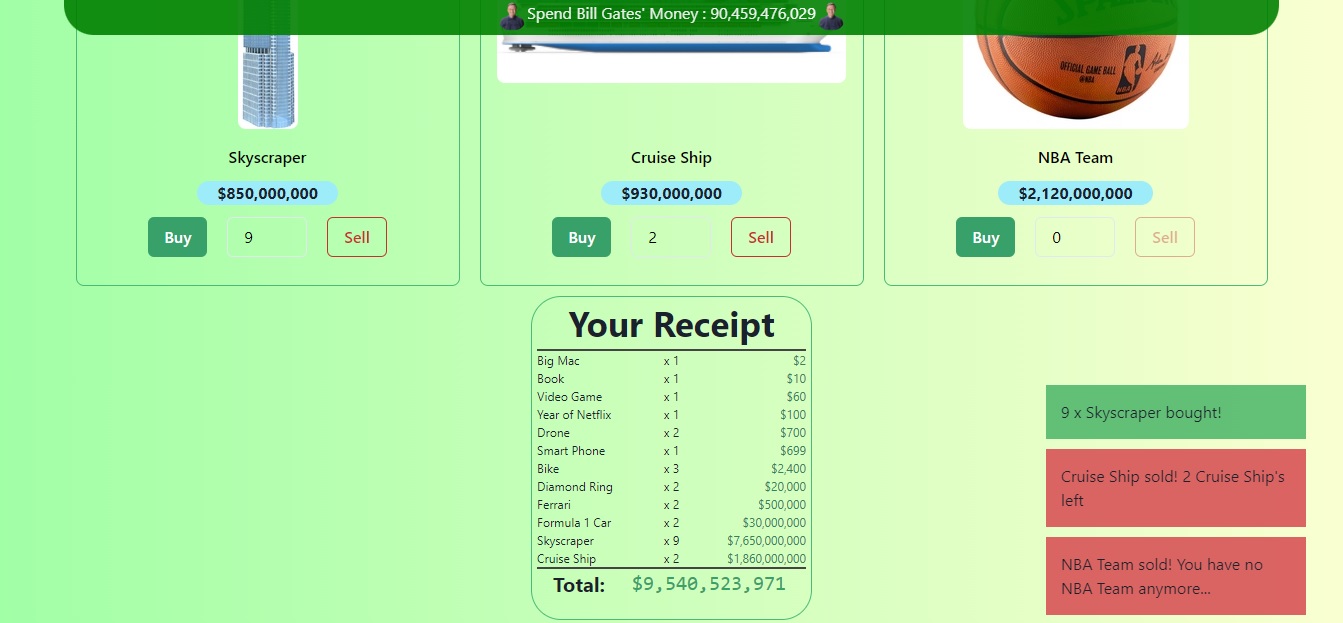 Spend Bill Gates' Money : 90,459,476,029
OFFICIAL GAME BALL
@NBA
NBA
Skyscraper
$850,000,000
Buy 9 Sell
Cruise Ship
$930,000,000
Buy 2 Sell
NBA Team
$2,120,000,000
Buy 0 Sell
Your Receipt
Big Mac x 1 $2
Book x 1 $10
Video Game x 1 $60
Year of Netflix x 1 $100
Drone x 2 $700
Smart Phone x 1 $699
Bike x 3 $2,400
Diamond Ring x 2 $20,000
Ferrari x 2 $500,000
Formula 1 Car x 2 $30,000,000
Skyscraper x 9 $7,650,000,000
Cruise Ship x 2 $1,860,000,000
Total: $9,540,523,971
9 x Skyscraper bought!
Cruise Ship sold! 2 Cruise Ship's
left
NBA Team sold! You have no
NBA Team anymore...